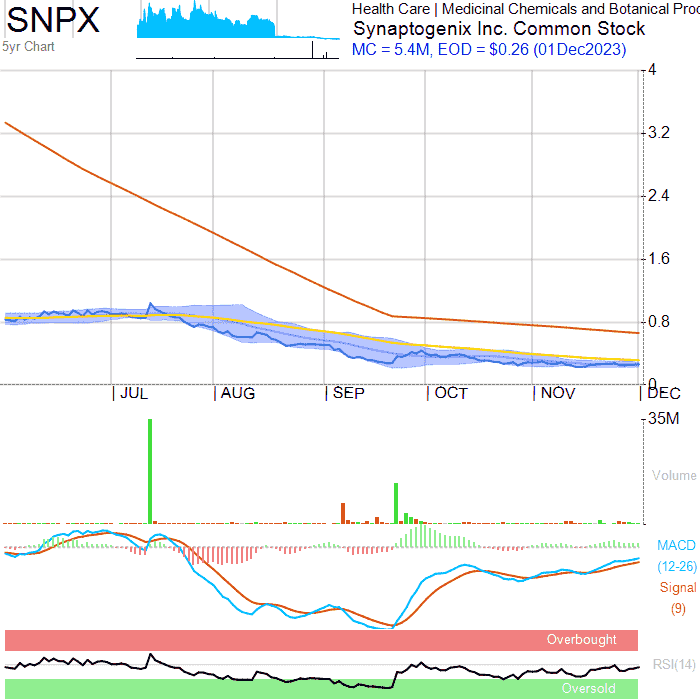 SNPX
5yr Chart
Health Care | Medicinal Chemicals and Botanical Proc
Synaptogenix Inc. Common Stock
MC = 5.4M, EOD = $0.26 (01Dec2023)
4
3.2
2.4
1.6
0.8
0
| JUL | AUG | SEP | OCT | NOV | DEC
35M
Volume
MACD
(12-26)
Signal
(9)
Overbought
RSI(14)
Oversold